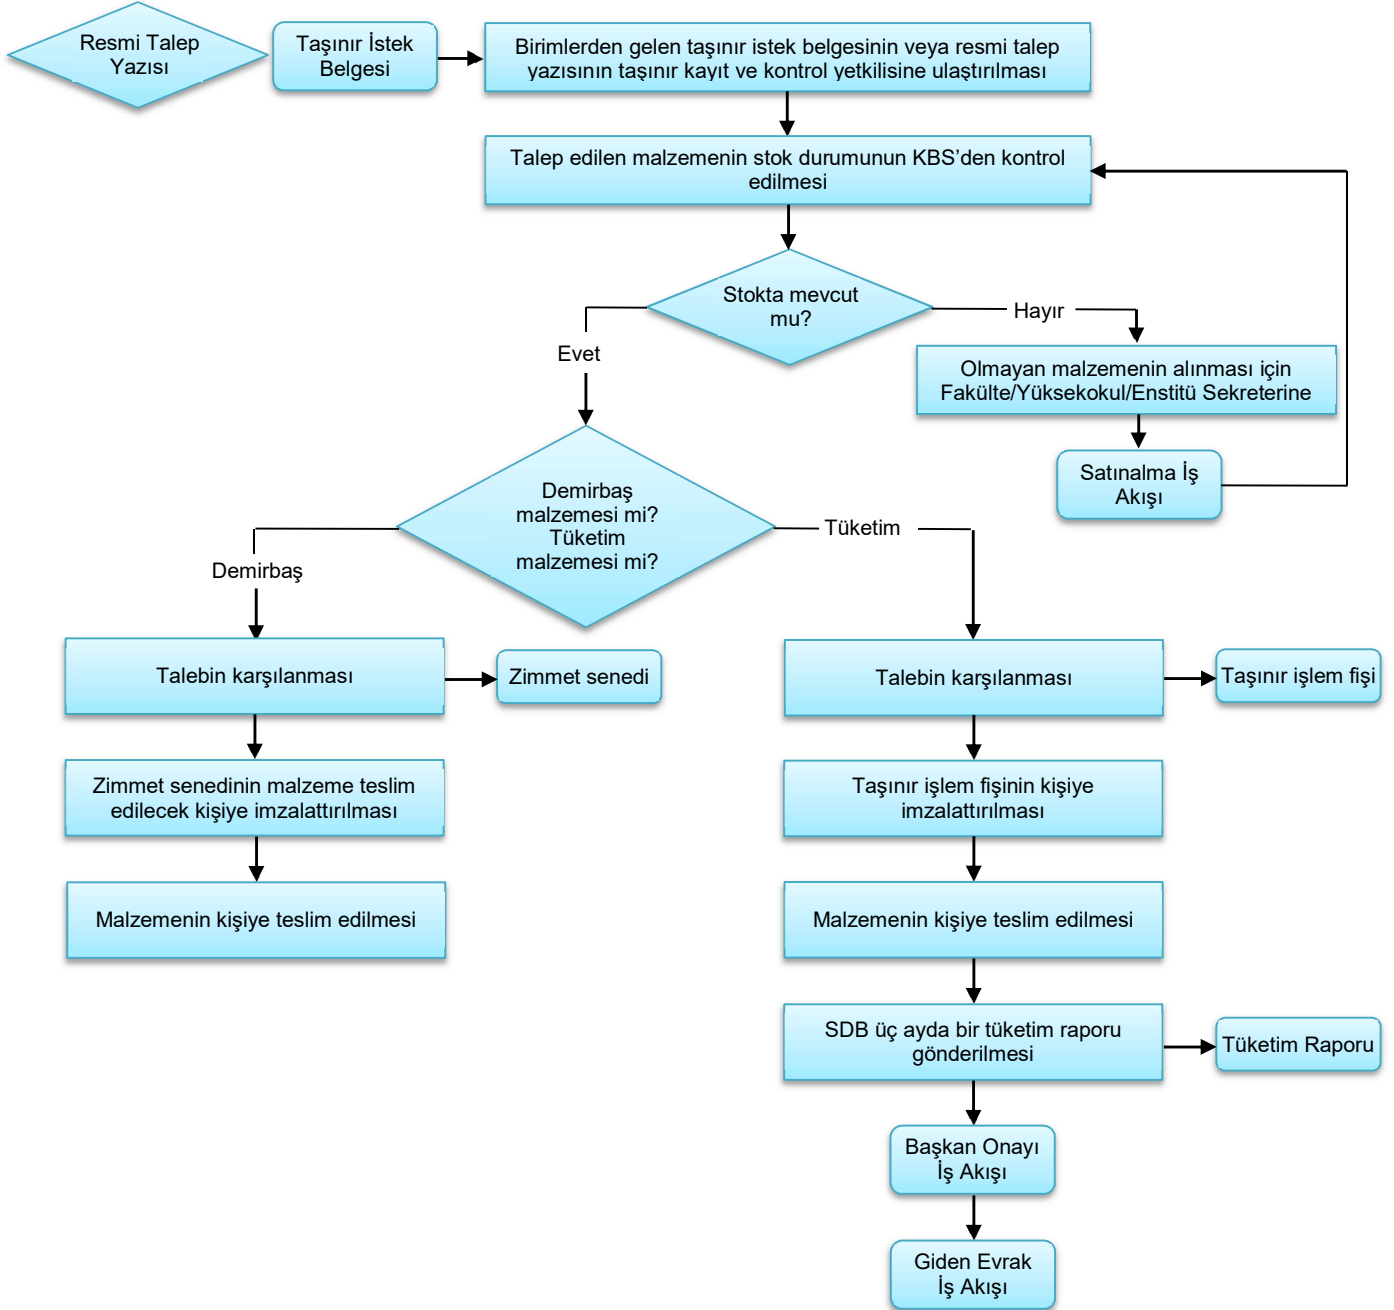 Resmi Talep
Yazısı
Taşınır İstek
Belgesi
Birimlerden gelen taşınır istek belgesinin veya resmi talep
yazısının taşınır kayıt ve kontrol yetkilisine ulaştırılması
Talep edilen malzemenin stok durumunun KBS’den kontrol
edilmesi
Stokta mevcut
mu?
Hayır
Evet
Olmayan malzemenin alınması için
Fakülte/Yüksekokul/Enstitü Sekreterine
Satınalma İş
Akışı
Demirbaş
malzemesi mi?
Tüketim
malzemesi mi?
Tüketim
Demirbaş
Talebin karşılanması
Zimmet senedi
Talebin karşılanması
Taşınır işlem fişi
Zimmet senedinin malzeme teslim
edilecek kişiye imzalattırılması
Taşınır işlem fişinin kişiye
imzalattırılması
Malzemenin kişiye teslim edilmesi
Malzemenin kişiye teslim edilmesi
SDB üç ayda bir tüketim raporu
gönderilmesi
Tüketim Raporu
Başkan Onayı
İş Akışı
Giden Evrak
İş Akışı